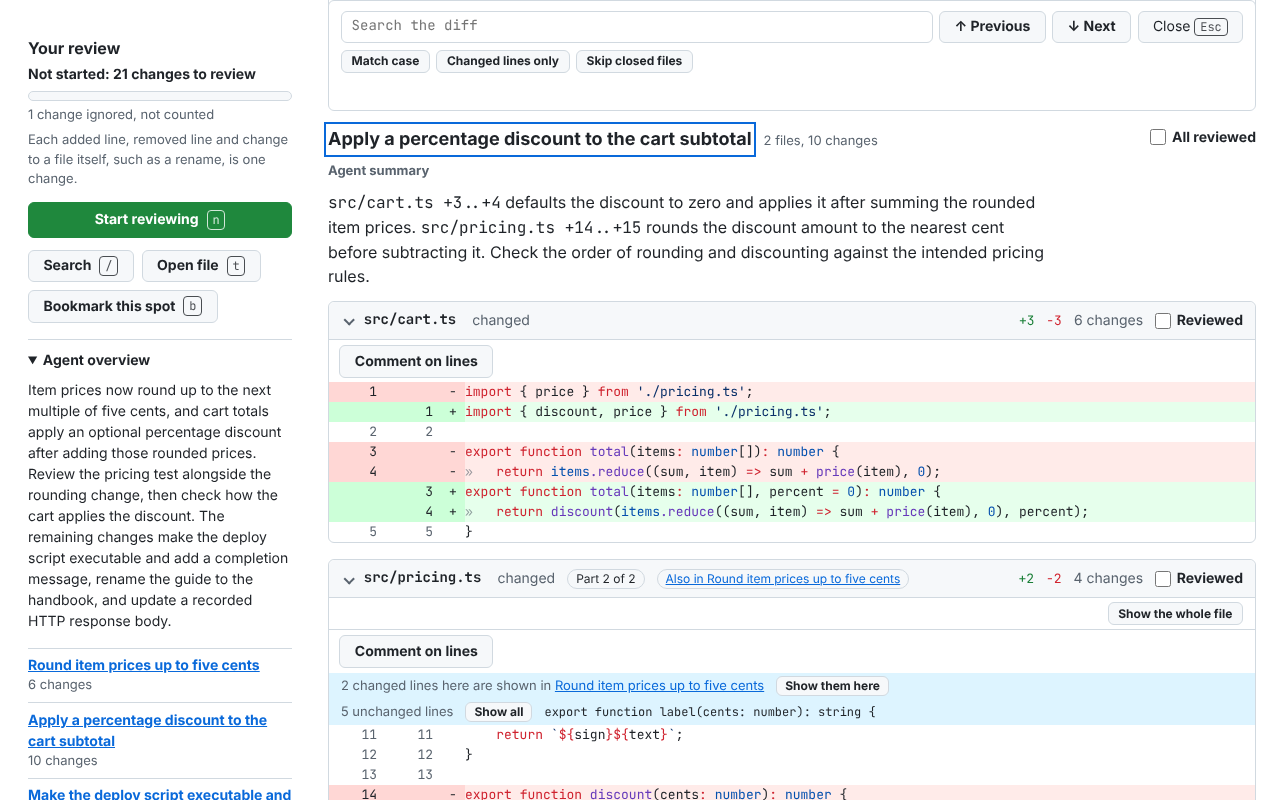 Your review
Not started: 21 changes to review
1 change ignored, not counted
Each added line, removed line and change
to a file itself, such as a rename, is one
change.
Start reviewing n
Search / Open file t
Bookmark this spot b
▼ Agent overview
Item prices now round up to the next
multiple of five cents, and cart totals
apply an optional percentage discount
after adding those rounded prices.
Review the pricing test alongside the
rounding change, then check how the
cart applies the discount. The
remaining changes make the deploy
script executable and add a completion
message, rename the guide to the
handbook, and update a recorded
HTTP response body.
Round item prices up to five cents
6 changes
Apply a percentage discount to the
cart subtotal
10 changes
Make the deploy script executable and
Search the diff ↑ Previous ↓ Next Close Esc
Match case Changed lines only Skip closed files
Apply a percentage discount to the cart subtotal 2 files, 10 changes All reviewed
Agent summary
src/cart.ts +3..+4 defaults the discount to zero and applies it after summing the rounded
item prices. src/pricing.ts +14..+15 rounds the discount amount to the nearest cent
before subtracting it. Check the order of rounding and discounting against the intended pricing
rules.
src/cart.ts changed +3 -3 6 changes Reviewed
Comment on lines
1 - import { price } from './pricing.ts';
1 + import { discount, price } from './pricing.ts';
2 2
3 - export function total(items: number[]): number {
4 - » return items.reduce((sum, item) => sum + price(item), 0);
3 + export function total(items: number[], percent = 0): number {
4 + » return discount(items.reduce((sum, item) => sum + price(item), 0), percent);
5 5 }
src/pricing.ts changed Part 2 of 2 Also in Round item prices up to five cents +2 -2 4 changes Reviewed
Show the whole file
Comment on lines
2 changed lines here are shown in Round item prices up to five cents Show them here
5 unchanged lines Show all export function label(cents: number): string {
11 11 return `${sign}${text}`;
12 12 }
13 13
14 - export function discount(cents: number): number {